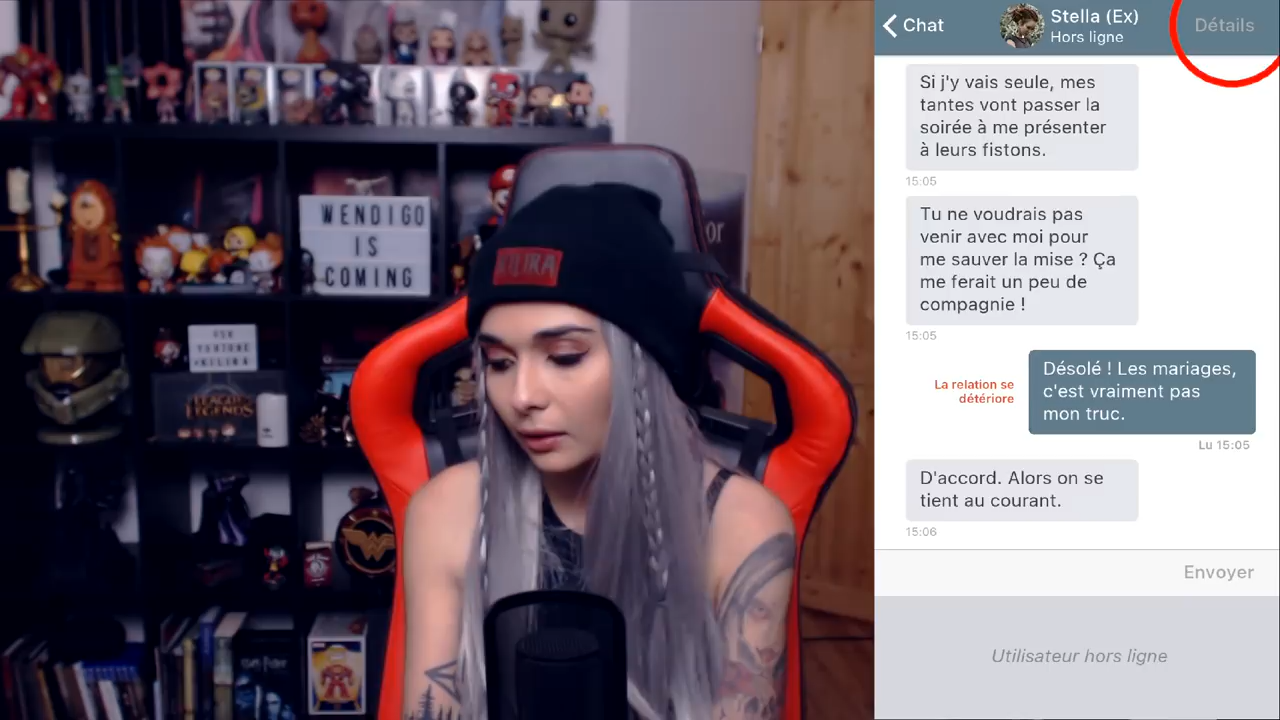 WENDIGO
IS
COMING
YOUTUBE
LEAGUE OF
LEGENDS
or
Chat
Stella (Ex)
Hors ligne
Détails
Si j'y vais seule, mes
tantes vont passer la
soirée à me présenter
à leurs fistons.
15:05
Tu ne voudrais pas
venir avec moi pour
me sauver la mise ? Ça
me ferait un peu de
compagnie !
15:05
La relation se
détériore
Désolé ! Les mariages,
c'est vraiment pas
mon truc.
Lu 15:05
D'accord. Alors on se
tient au courant.
15:06
Envoyer
Utilisateur hors ligne